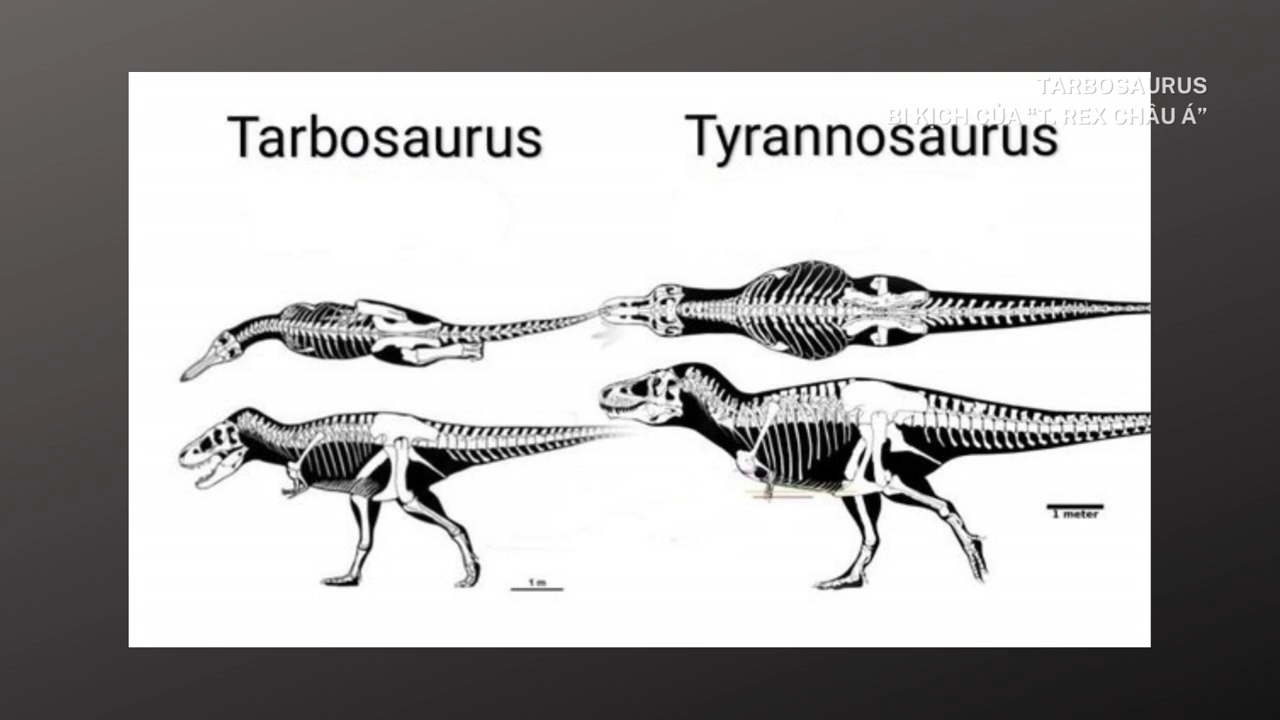 TARBOSAURUS
BI KỊCH CỦA “T. REX CHÂU Á”
Tarbosaurus
Tyrannosaurus
1 meter
1 m